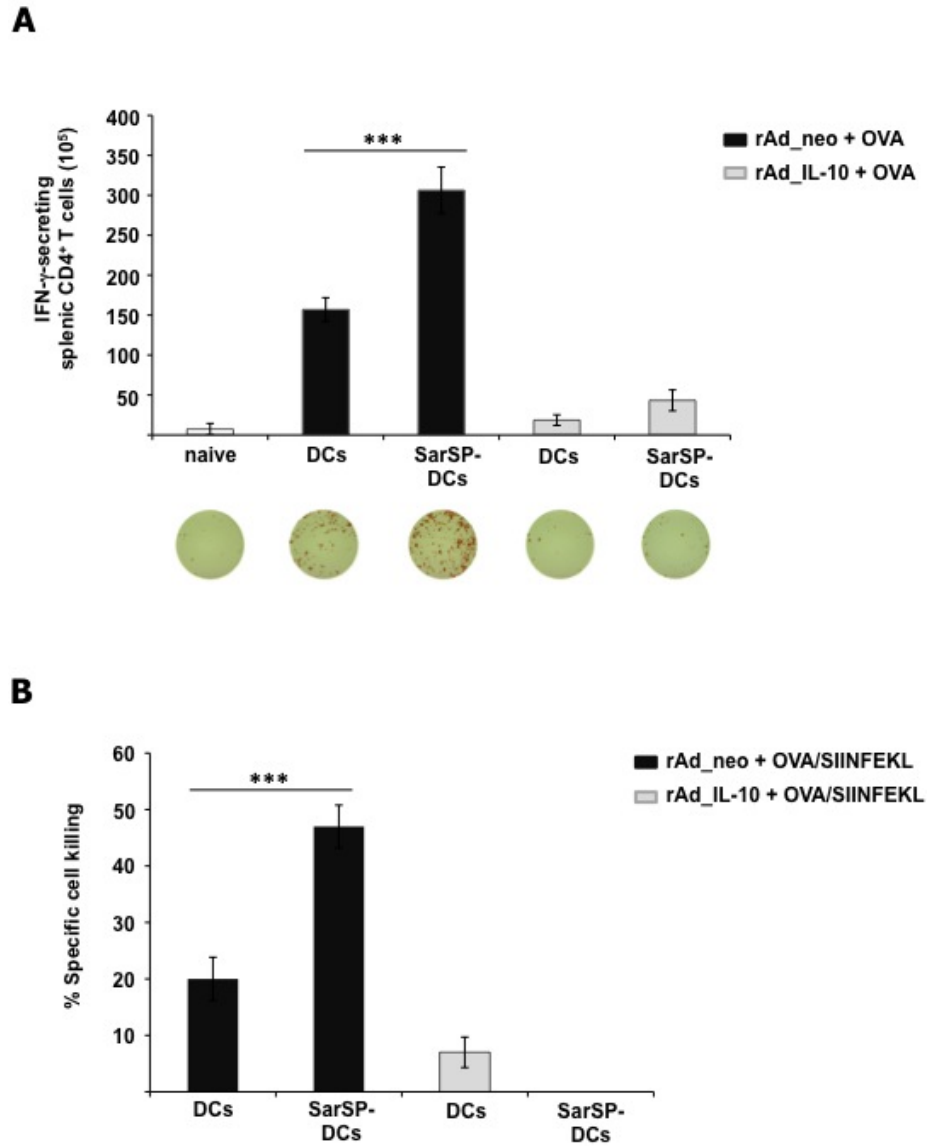 A
400
350
300
250
200
150
100
50
IFN-γ-secreting
splenic CD4⁺ T cells (10⁵)
***
rAd_neo + OVA
rAd_IL-10 + OVA
naive
DCs
SarSP-
DCs
DCs
SarSP-
DCs
B
60
50
40
30
20
10
% Specific cell killing
***
rAd_neo + OVA/SIINFEKL
rAd_IL-10 + OVA/SIINFEKL
DCs
SarSP-
DCs
DCs
SarSP-
DCs